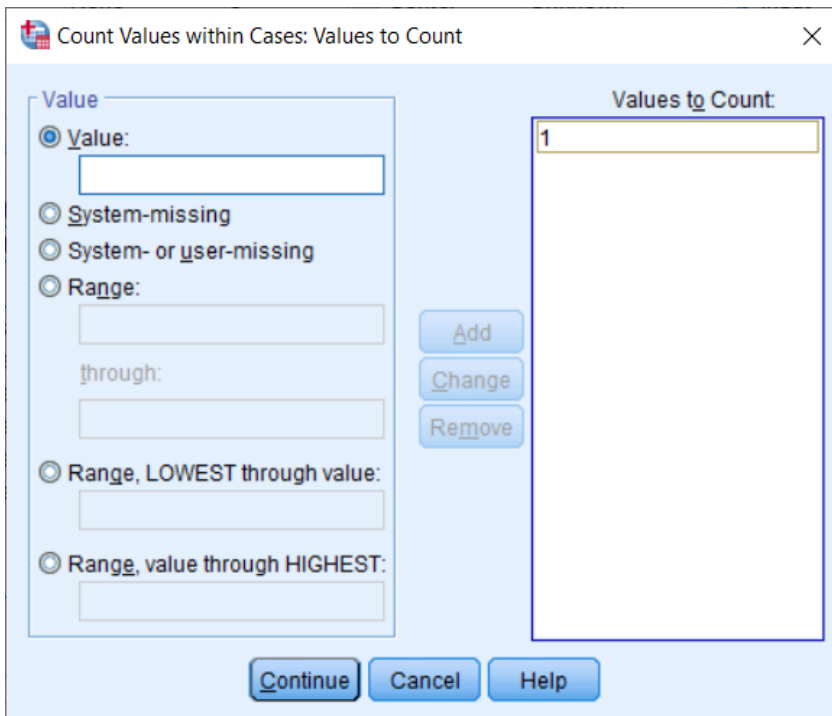 Count Values within Cases: Values to Count
Value
Value:
System-missing
System- or user-missing
Range:
through:
Range, LOWEST through value:
Range, value through HIGHEST:
Add
Change
Remove
Values to Count:
1
Continue Cancel Help